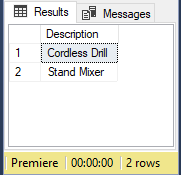 Results Messages
Description
1 Cordless Drill
2 Stand Mixer
Premiere 00:00:00 2 rows